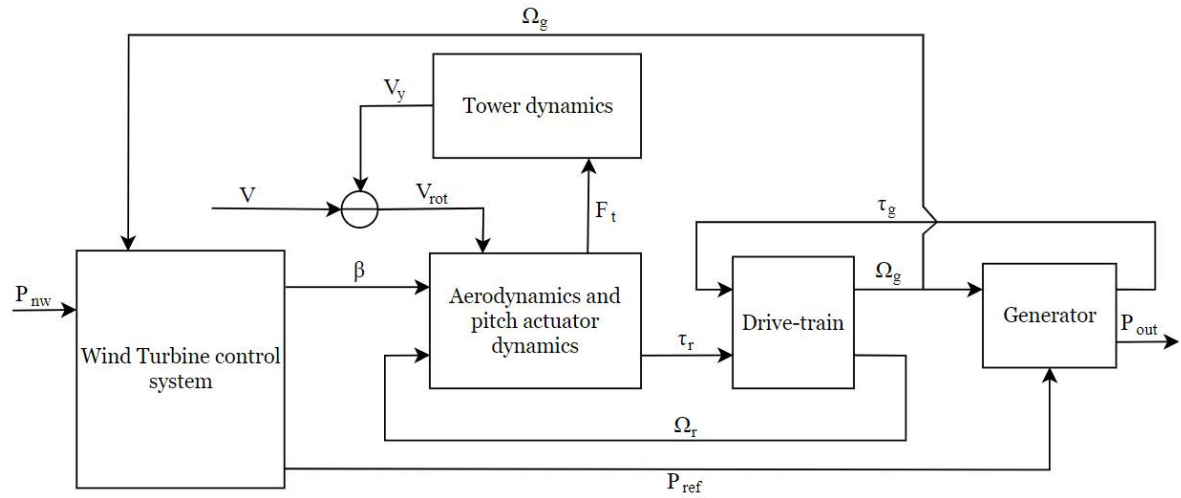 Ω_g
V_y
Tower dynamics
V
V_rot
F_t
τ_g
P_nw
β
Ω_g
Wind Turbine control
system
Aerodynamics and
pitch actuator
dynamics
τ_r
Drive-train
Generator
P_out
Ω_r
P_ref